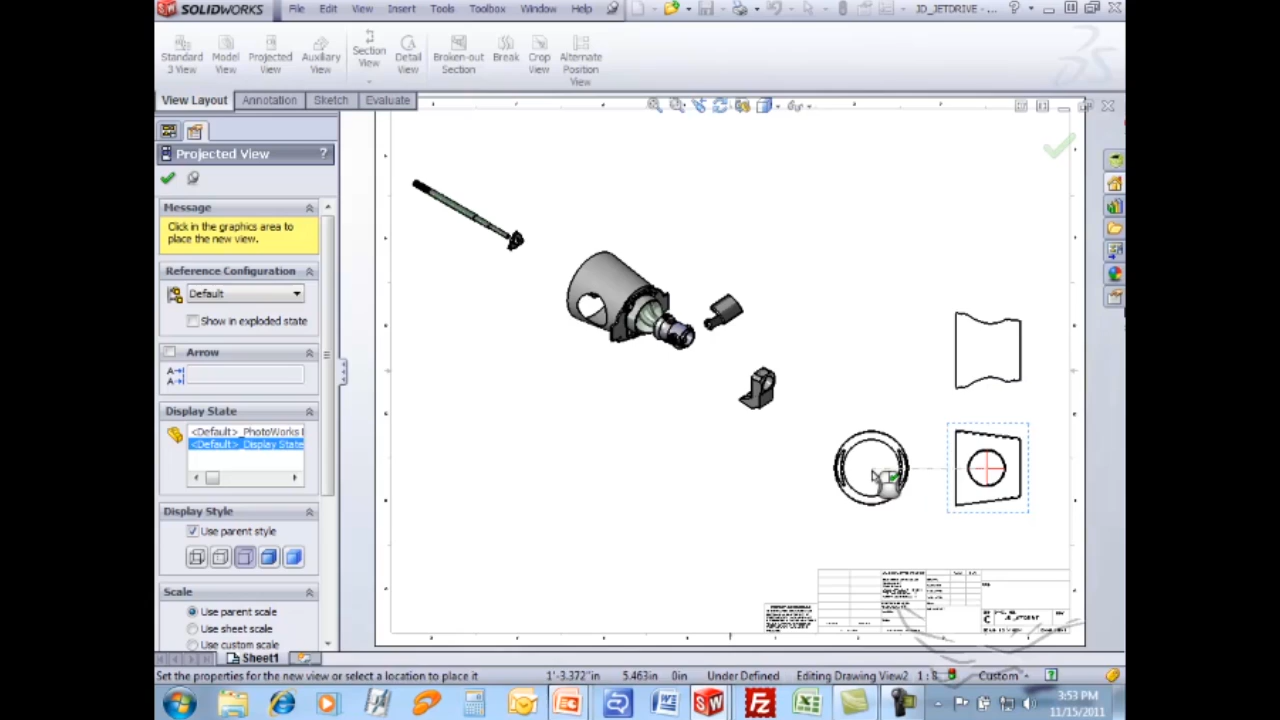 SOLIDWORKS File Edit View Insert Tools Toolbox Window Help JD_JETDRIVE - ... ?
Standard 3 View
Model View
Projected View
Auxiliary View
Section View
Detail View
Broken-out Section
Break
Crop View
Alternate Position View
View Layout Annotation Sketch Evaluate
Projected View ?
Message
Click in the graphics area to
place the new view.
Reference Configuration
Default
Show in exploded state
Arrow
Display State
<Default>_PhotoWorks
<Default>_Display State
Display Style
Use parent style
Scale
Use parent scale
Use sheet scale
Use custom scale
Sheet1
Set the properties for the new view or select a location to place it 1'-3.372"in 5.463in 0in Under Defined Editing Drawing View2 Custom
3:53 PM
11/15/2011